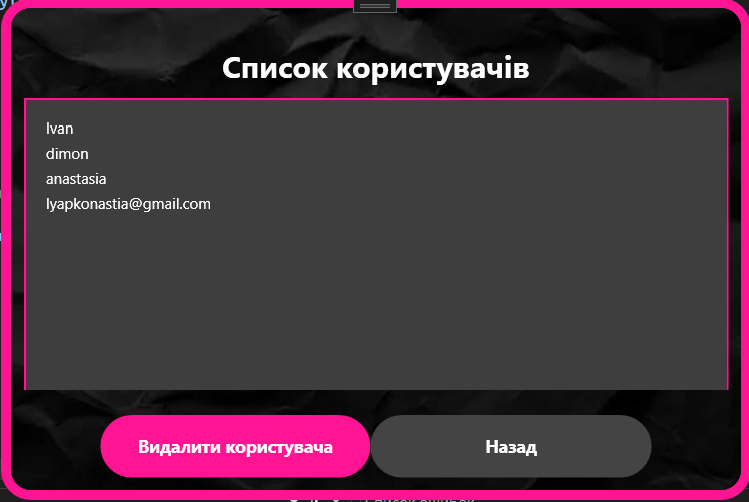 Список користувачів
Ivan
dimon
anastasia
lyapkonastia@gmail.com
Видалити користувача
Назад